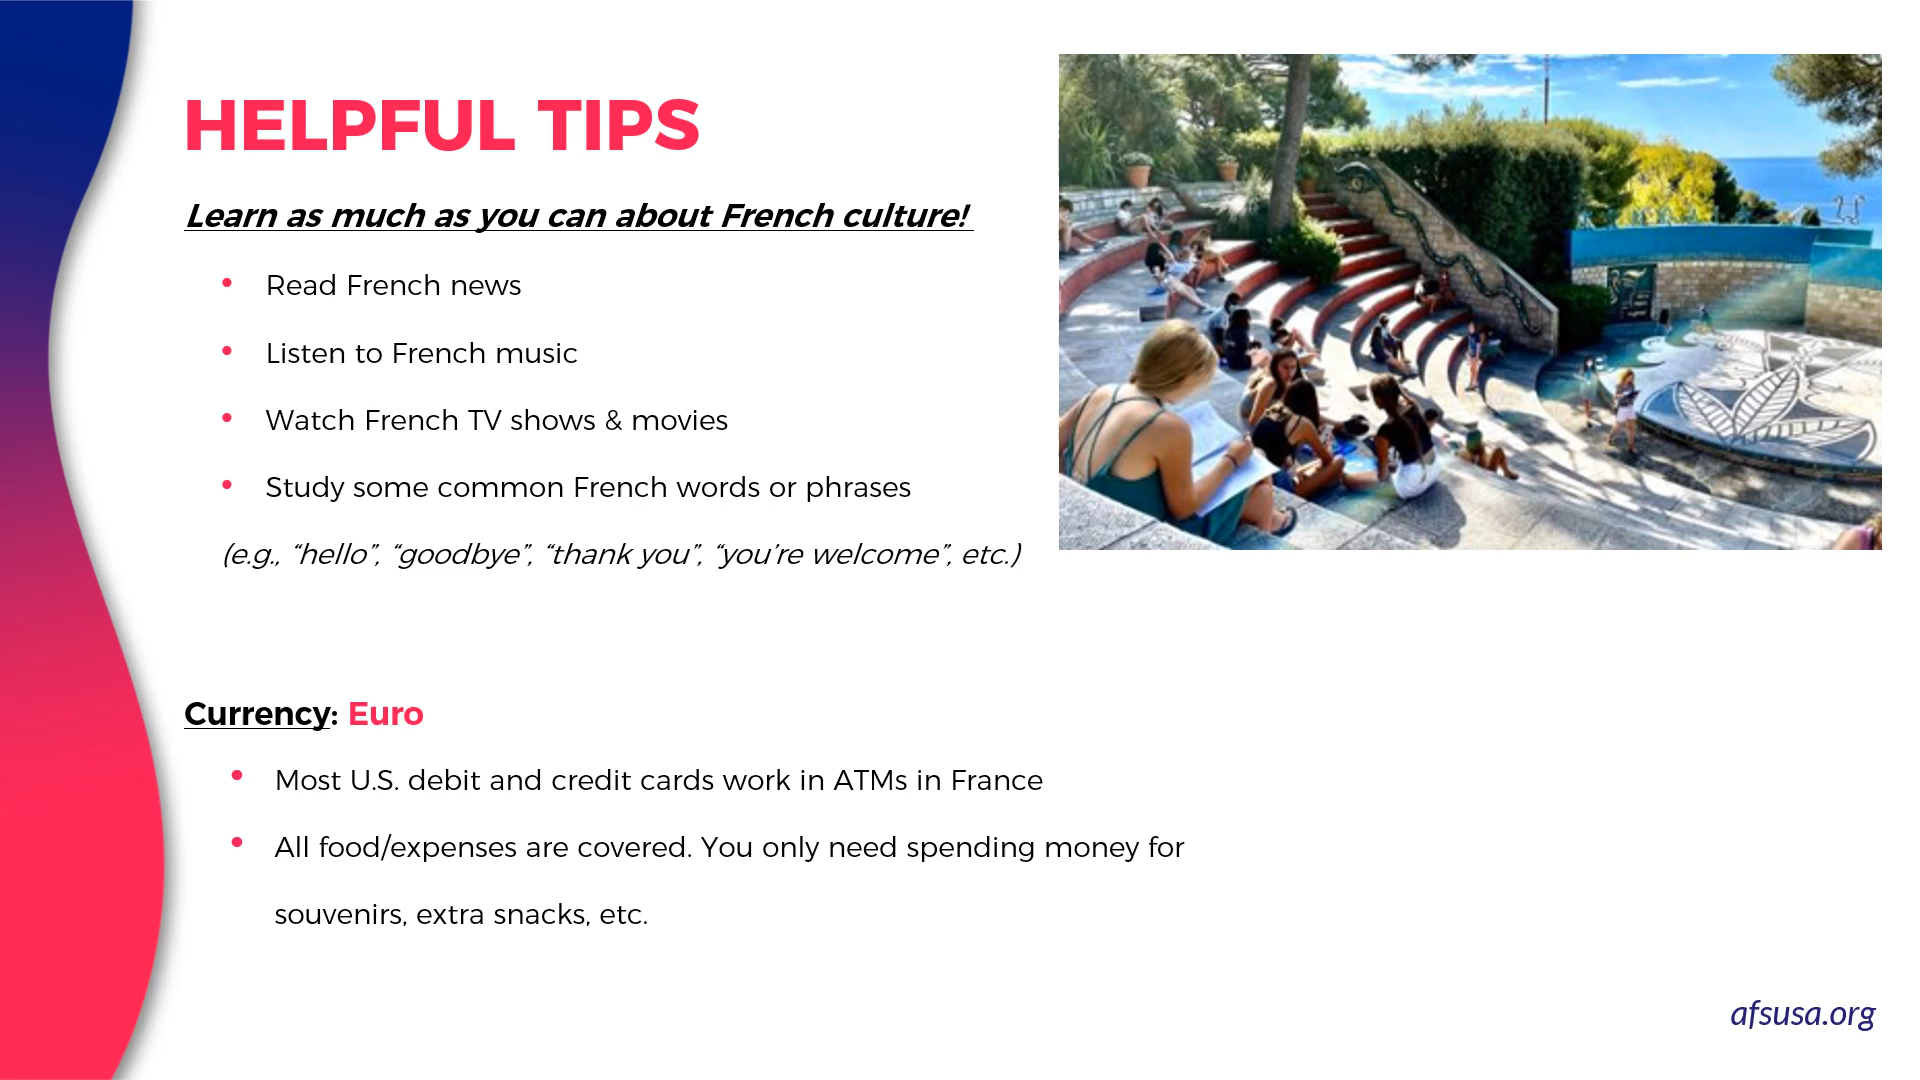 HELPFUL TIPS
Learn as much as you can about French culture!
• Read French news
• Listen to French music
• Watch French TV shows & movies
• Study some common French words or phrases
(e.g., “hello”, “goodbye”, “thank you”, “you’re welcome”, etc.)
Currency: Euro
• Most U.S. debit and credit cards work in ATMs in France
• All food/expenses are covered. You only need spending money for
souvenirs, extra snacks, etc.
afsusa.org